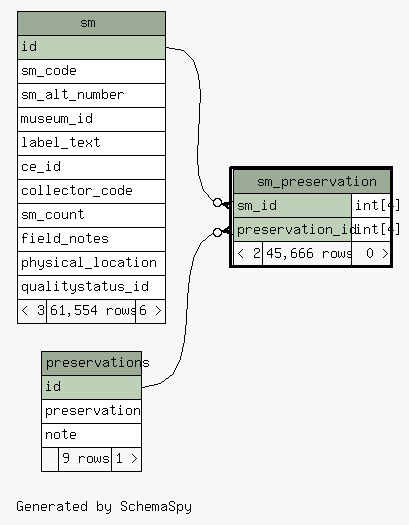 sm
id
sm_code
sm_alt_number
museum_id
label_text
ce_id
collector_code
sm_count
field_notes
physical_location
qualitystatus_id
< 3 61,554 rows 6 >
sm_preservation
sm_id int[4]
preservation_id int[4]
< 2 45,666 rows 0 >
preservations
id
preservation
note
9 rows 1 >
Generated by SchemaSpy